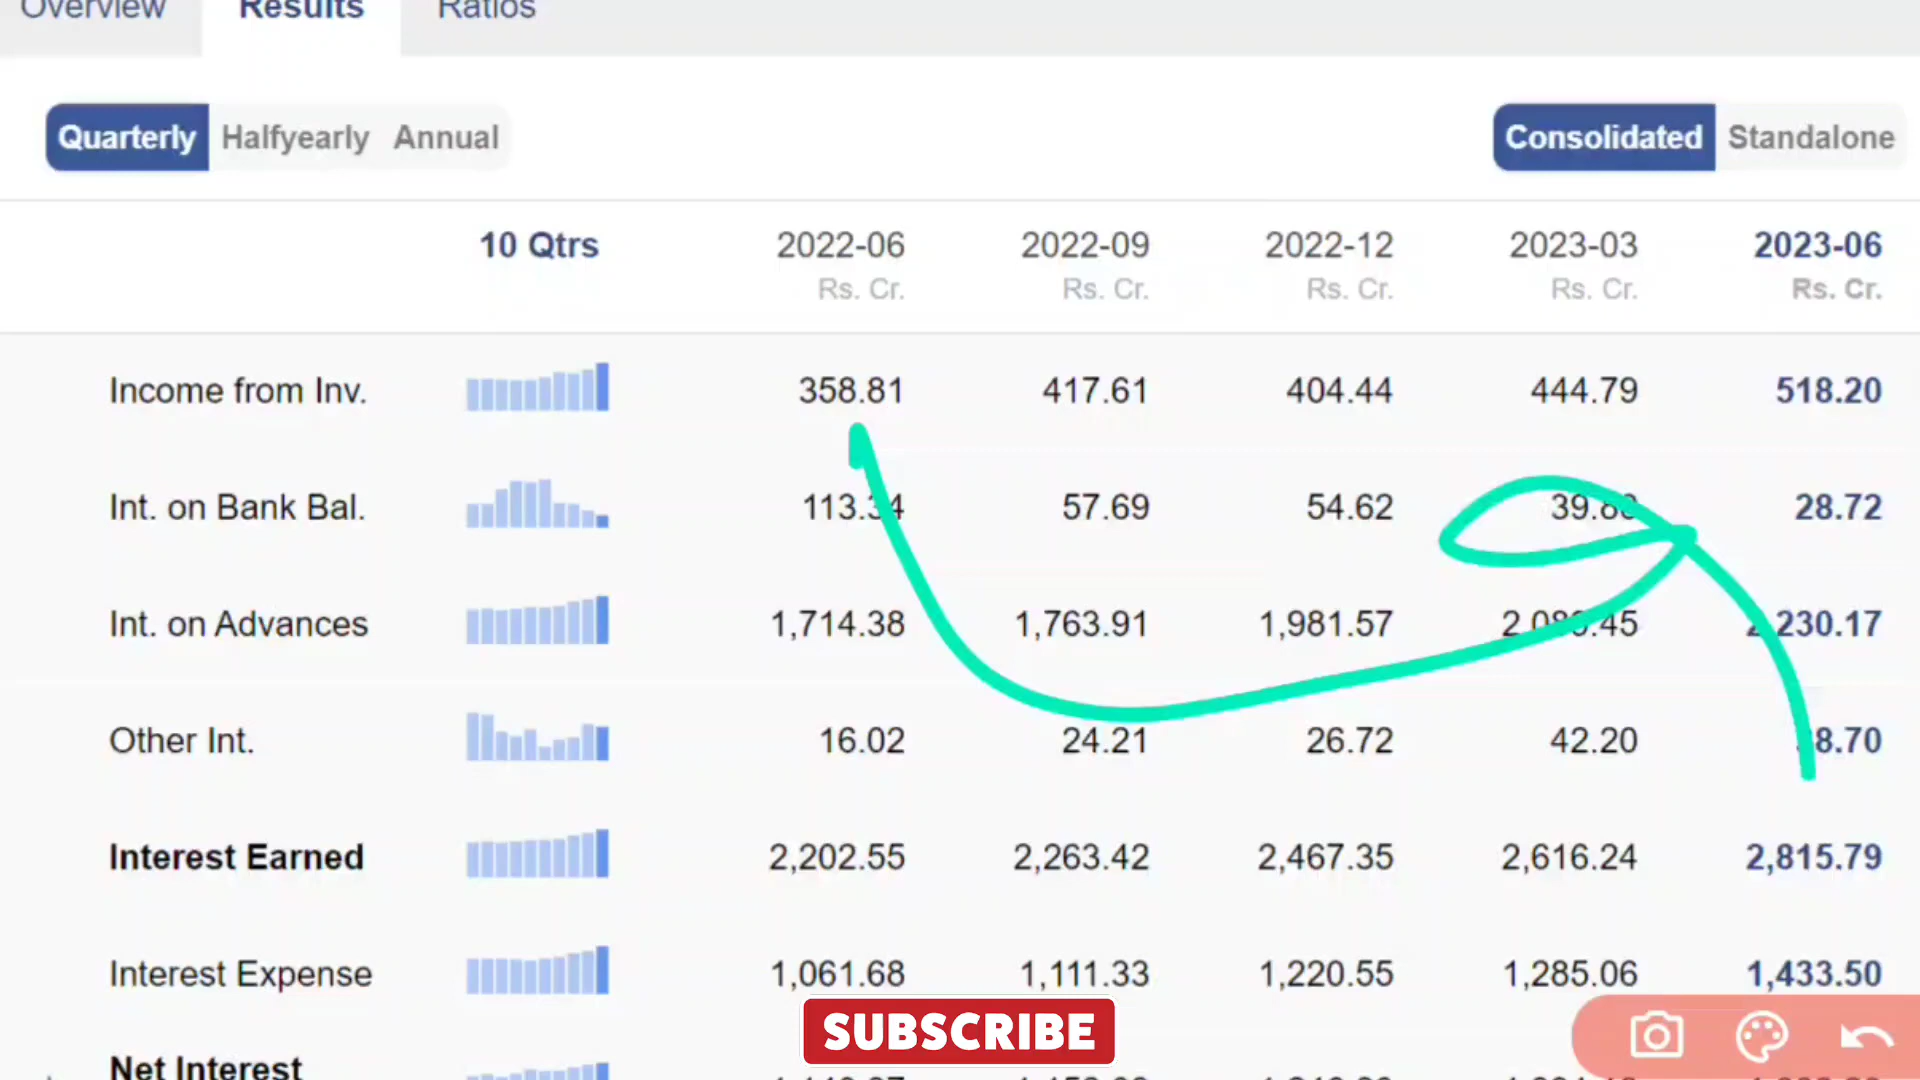 Overview Results Ratios
Quarterly Halfyearly Annual Consolidated Standalone
10 Qtrs 2022-06 2022-09 2022-12 2023-03 2023-06
Rs. Cr. Rs. Cr. Rs. Cr. Rs. Cr. Rs. Cr.
Income from Inv. 358.81 417.61 404.44 444.79 518.20
Int. on Bank Bal. 57.69 54.62 28.72
Int. on Advances 1,714.38 1,763.91 1,981.57
Other Int. 16.02 24.21 26.72 42.20
Interest Earned 2,202.55 2,263.42 2,467.35 2,616.24 2,815.79
Interest Expense 1,061.68 1,111.33 1,220.55 1,285.06 1,433.50
SUBSCRIBE
Net Interest